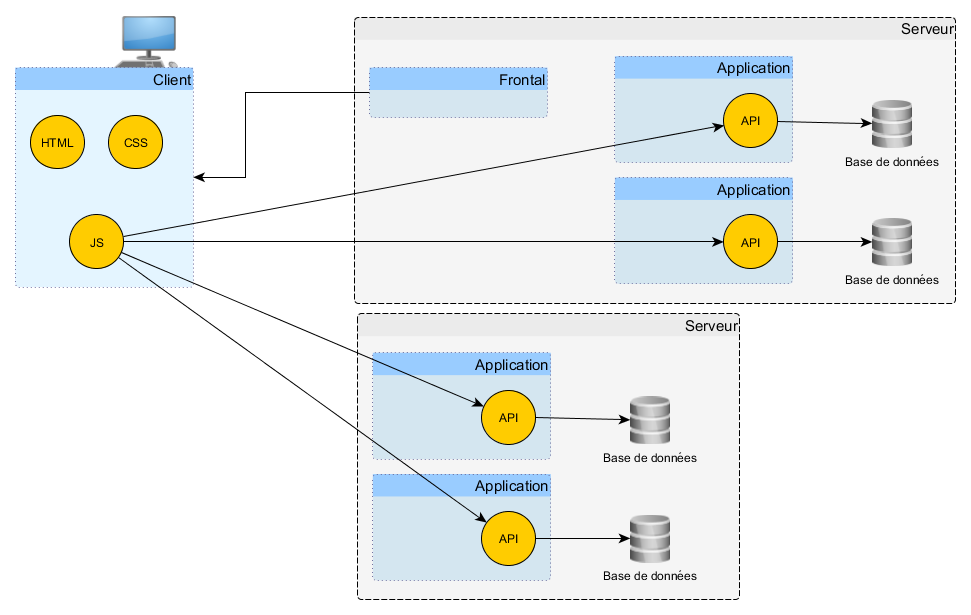 Client
HTML
CSS
JS
Serveur
Frontal
Application
API
Base de données
Application
API
Base de données
Serveur
Application
API
Base de données
Application
API
Base de données